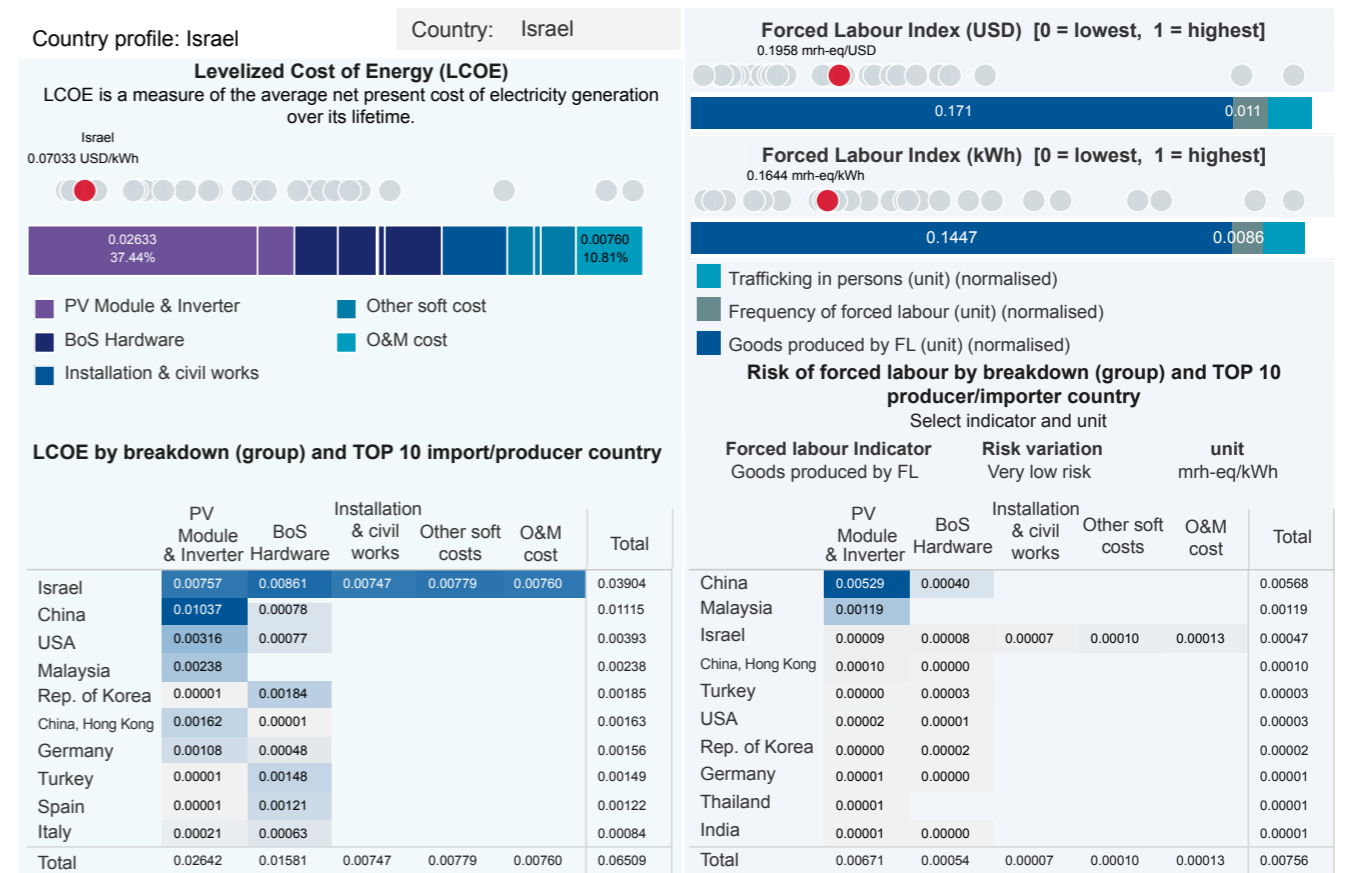 Country profile: Israel
Country: Israel
Levelized Cost of Energy (LCOE)
LCOE is a measure of the average net present cost of electricity generation
over its lifetime.
Israel
0.07033 USD/kWh
0.02633
37.44%
0.00760
10.81%
PV Module & Inverter
Other soft cost
BoS Hardware
O&M cost
Installation & civil works
LCOE by breakdown (group) and TOP 10 import/producer country
PV
Module
& Inverter
BoS
Hardware
Installation
& civil
works
Other soft
costs
O&M
cost
Total
Israel 0.00757 0.00861 0.00747 0.00779 0.00760 0.03904
China 0.01037 0.00078 0.01115
USA 0.00316 0.00077 0.00393
Malaysia 0.00238 0.00238
Rep. of Korea 0.00001 0.00184 0.00185
China, Hong Kong 0.00162 0.00001 0.00163
Germany 0.00108 0.00048 0.00156
Turkey 0.00001 0.00148 0.00149
Spain 0.00001 0.00121 0.00122
Italy 0.00021 0.00063 0.00084
Total 0.02642 0.01581 0.00747 0.00779 0.00760 0.06509
Forced Labour Index (USD) [0 = lowest, 1 = highest]
0.1958 mrh-eq/USD
0.171 0.011
Forced Labour Index (kWh) [0 = lowest, 1 = highest]
0.1644 mrh-eq/kWh
0.1447 0.0086
Trafficking in persons (unit) (normalised)
Frequency of forced labour (unit) (normalised)
Goods produced by FL (unit) (normalised)
Risk of forced labour by breakdown (group) and TOP 10
producer/importer country
Select indicator and unit
Forced labour Indicator Risk variation unit
Goods produced by FL Very low risk mrh-eq/kWh
PV
Module
& Inverter
BoS
Hardware
Installation
& civil
works
Other soft
costs
O&M
cost
Total
China 0.00529 0.00040 0.00568
Malaysia 0.00119 0.00119
Israel 0.00009 0.00008 0.00007 0.00010 0.00013 0.00047
China, Hong Kong 0.00010 0.00000 0.00010
Turkey 0.00000 0.00003 0.00003
USA 0.00002 0.00001 0.00003
Rep. of Korea 0.00000 0.00002 0.00002
Germany 0.00001 0.00000 0.00001
Thailand 0.00001 0.00001
India 0.00001 0.00000 0.00001
Total 0.00671 0.00054 0.00007 0.00010 0.00013 0.00756